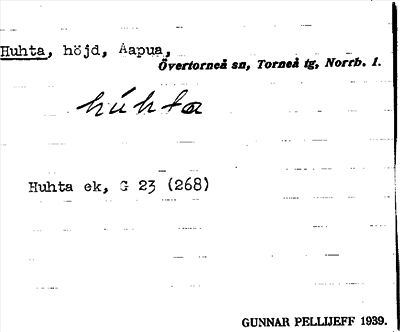 Huhta, höjd, Aapua,
Övertorneå sn, Torneå tg, Norrb. l.
húhta
Huhta ek, G 23 (268)
GUNNAR PELLIJEFF 1939.